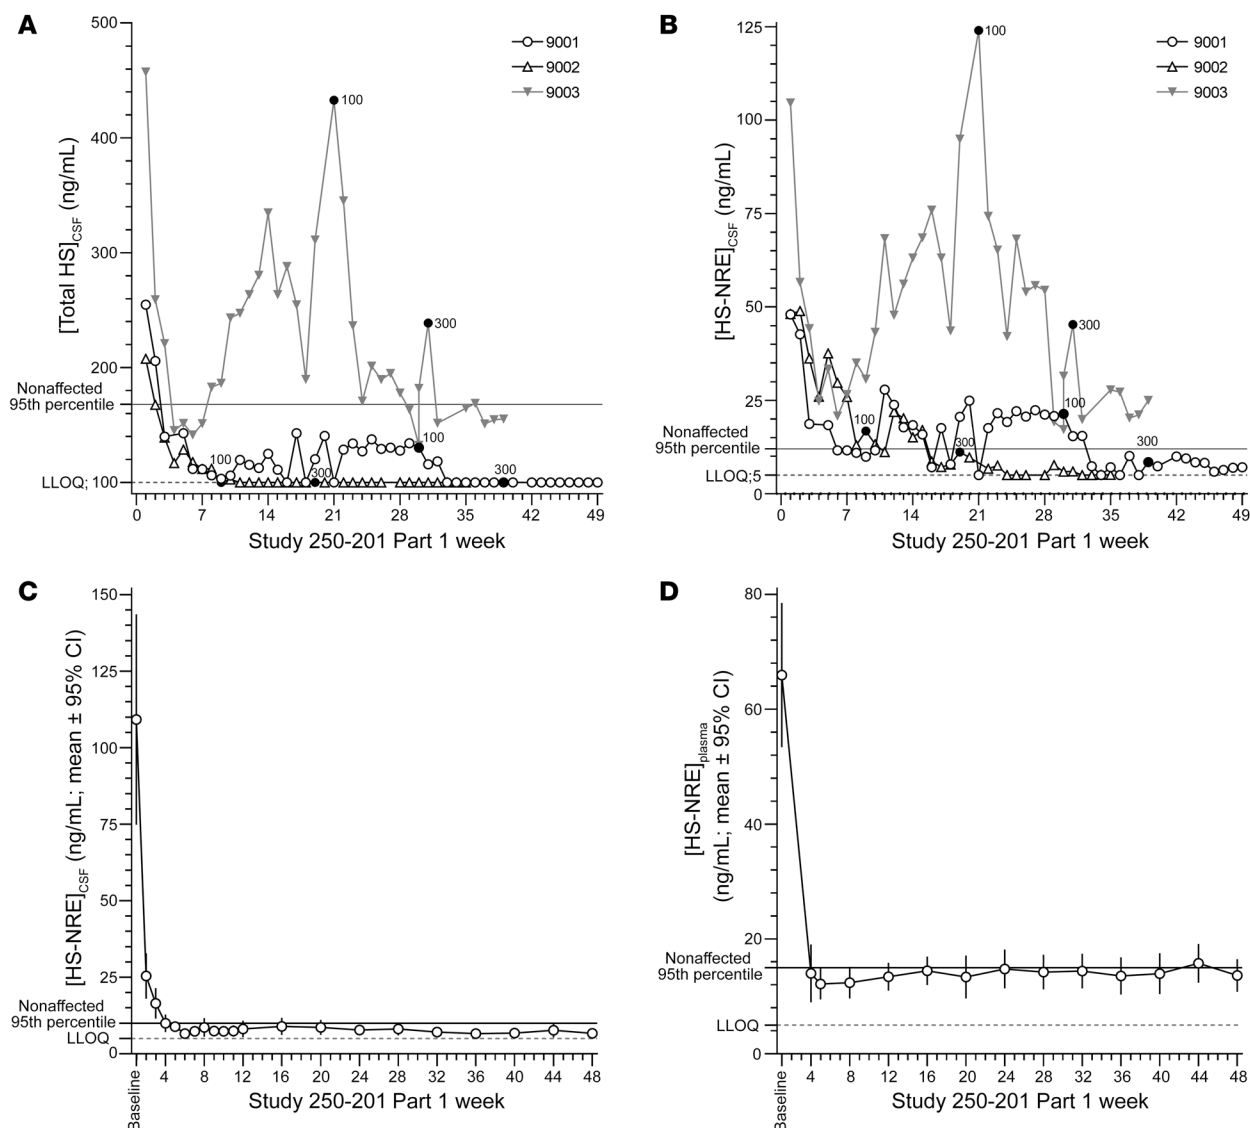 A
500
400
300
200
Nonaffected
95th percentile
LLOQ; 100
[Total HS]CSF (ng/mL)
9001
9002
9003
100
300
100
100
300
300
0 7 14 21 28 35 42 49
Study 250-201 Part 1 week
B
125
100
75
50
25
Nonaffected
95th percentile
LLOQ;5
0
[HS-NRE]CSF (ng/mL)
9001
9002
9003
100
300
100
100
300
300
0 7 14 21 28 35 42 49
Study 250-201 Part 1 week
C
150
125
100
75
50
25
Nonaffected
95th percentile
LLOQ
0
[HS-NRE]CSF (ng/mL; mean ± 95% CI)
Baseline 4 8 12 16 20 24 28 32 36 40 44 48
Study 250-201 Part 1 week
D
80
60
40
20
Nonaffected
95th percentile
LLOQ
0
[HS-NRE]plasma
(ng/mL; mean ± 95% CI)
Baseline 4 8 12 16 20 24 28 32 36 40 44 48
Study 250-201 Part 1 week